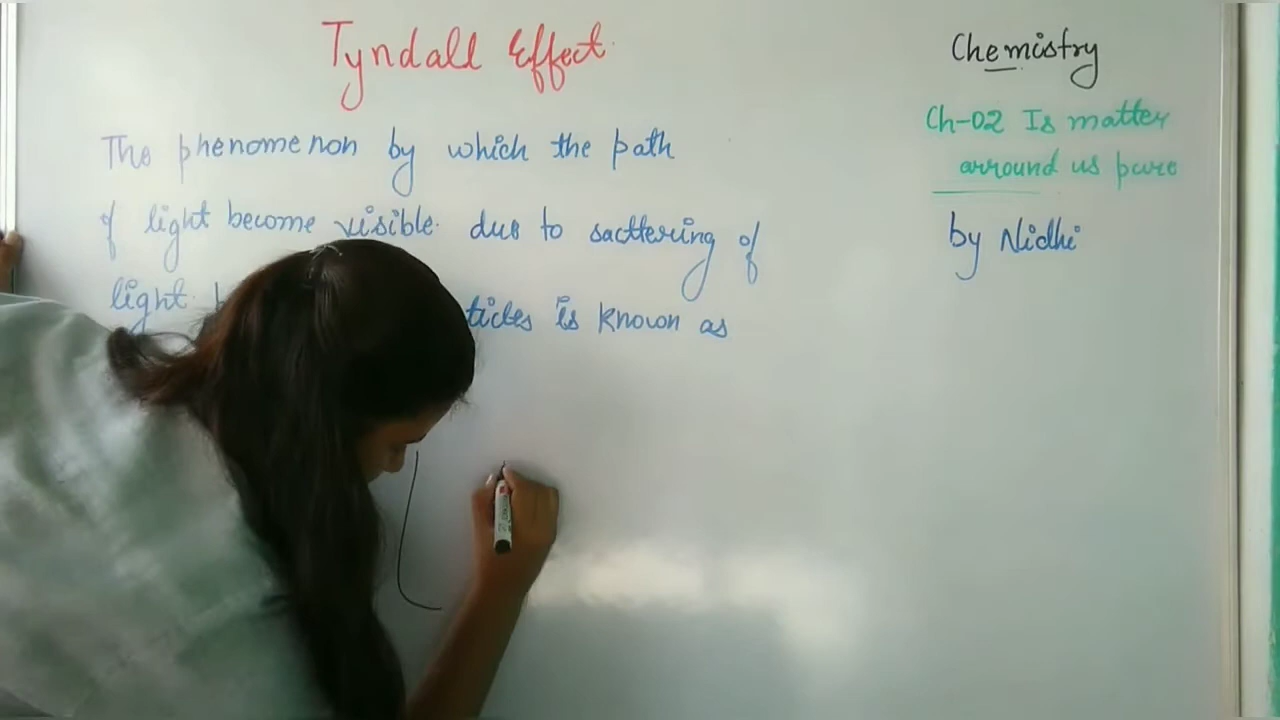 Tyndall Effect
The phenomenon by which the path
of light become visible due to sacttering of
light is known as
Chemistry
Ch-02 Is matter
arround us pure
by Nidhi